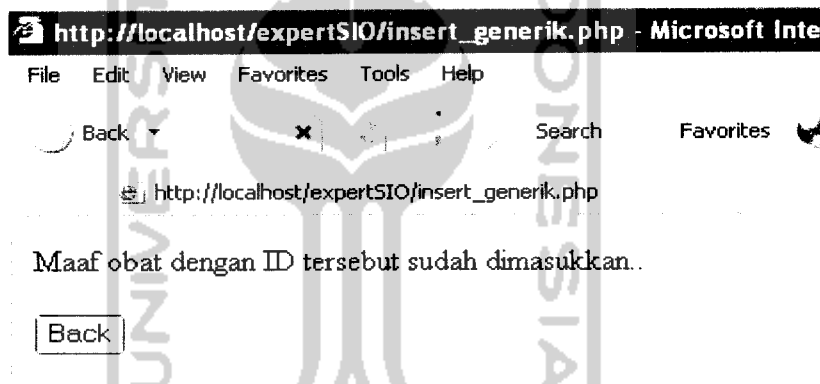 http://localhost/expertSIO/insert_generik.php - Microsoft Inte
File Edit View Favorites Tools Help
Back Search Favorites
http://localhost/expertSIO/insert_generik.php
Maaf obat dengan ID tersebut sudah dimasukkan..
Back